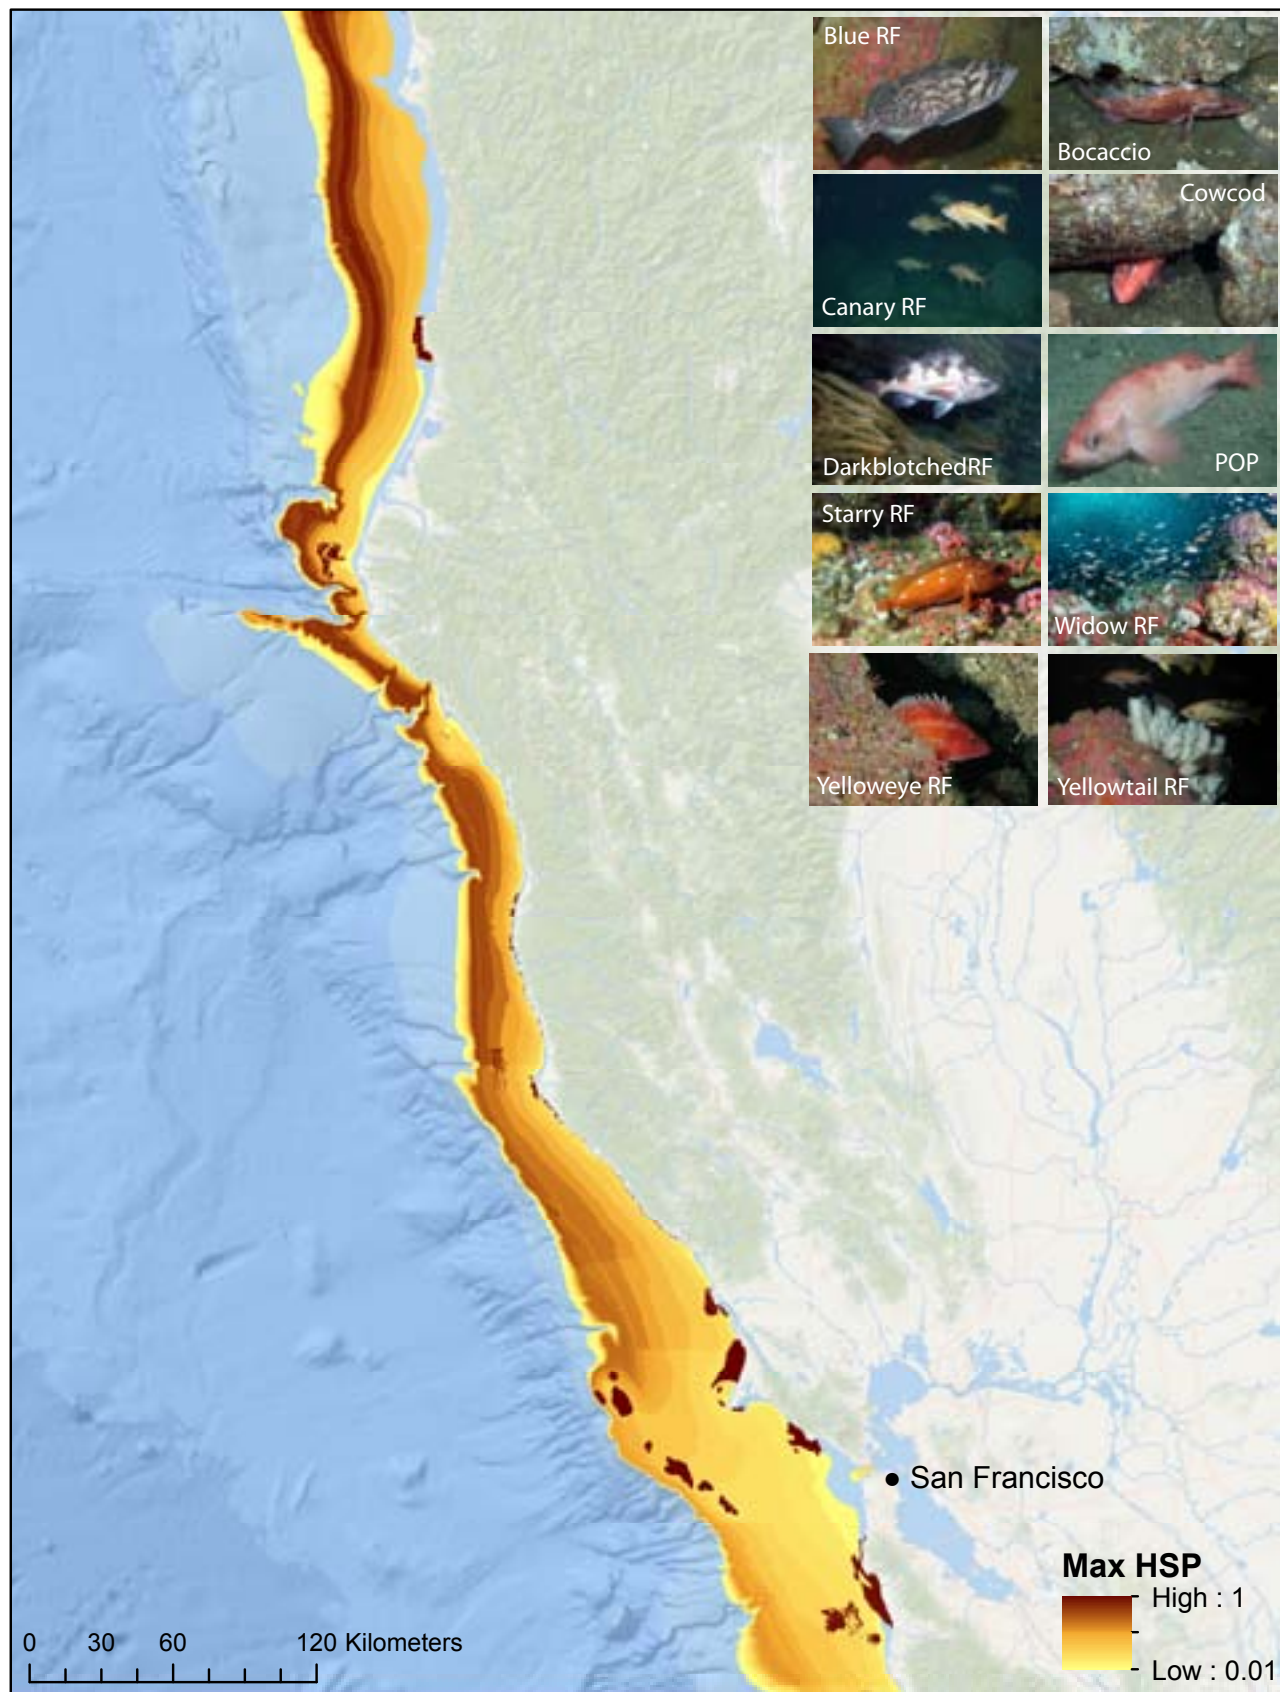 Blue RF
Bocaccio
Canary RF
Cowcod
DarkblotchedRF
POP
Starry RF
Widow RF
Yelloweye RF
Yellowtail RF
San Francisco
Max HSP
High : 1
Low : 0.01
0 30 60 120 Kilometers